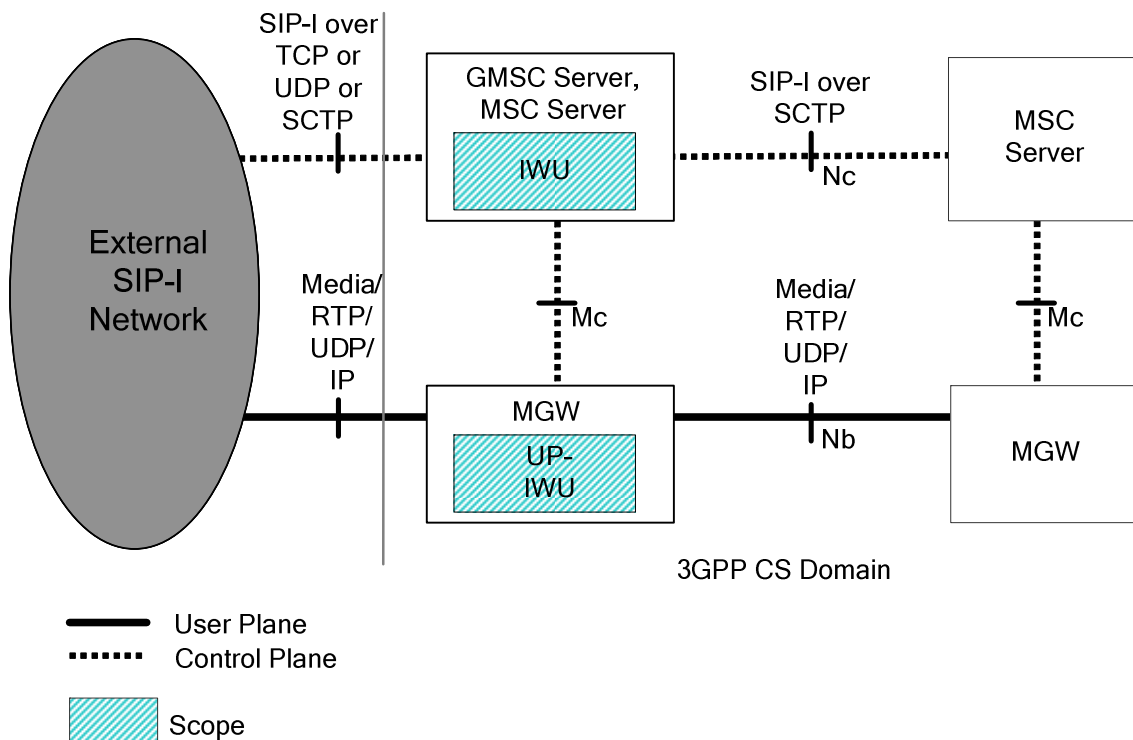 SIP-I over
TCP or
UDP or
SCTP
GMSC Server,
MSC Server
IWU
SIP-I over
SCTP
Nc
MSC
Server
External
SIP-I
Network
Media/
RTP/
UDP/
IP
Mc
Media/
RTP/
UDP/
IP
Nb
Mc
MGW
UP-
IWU
MGW
3GPP CS Domain
User Plane
Control Plane
Scope